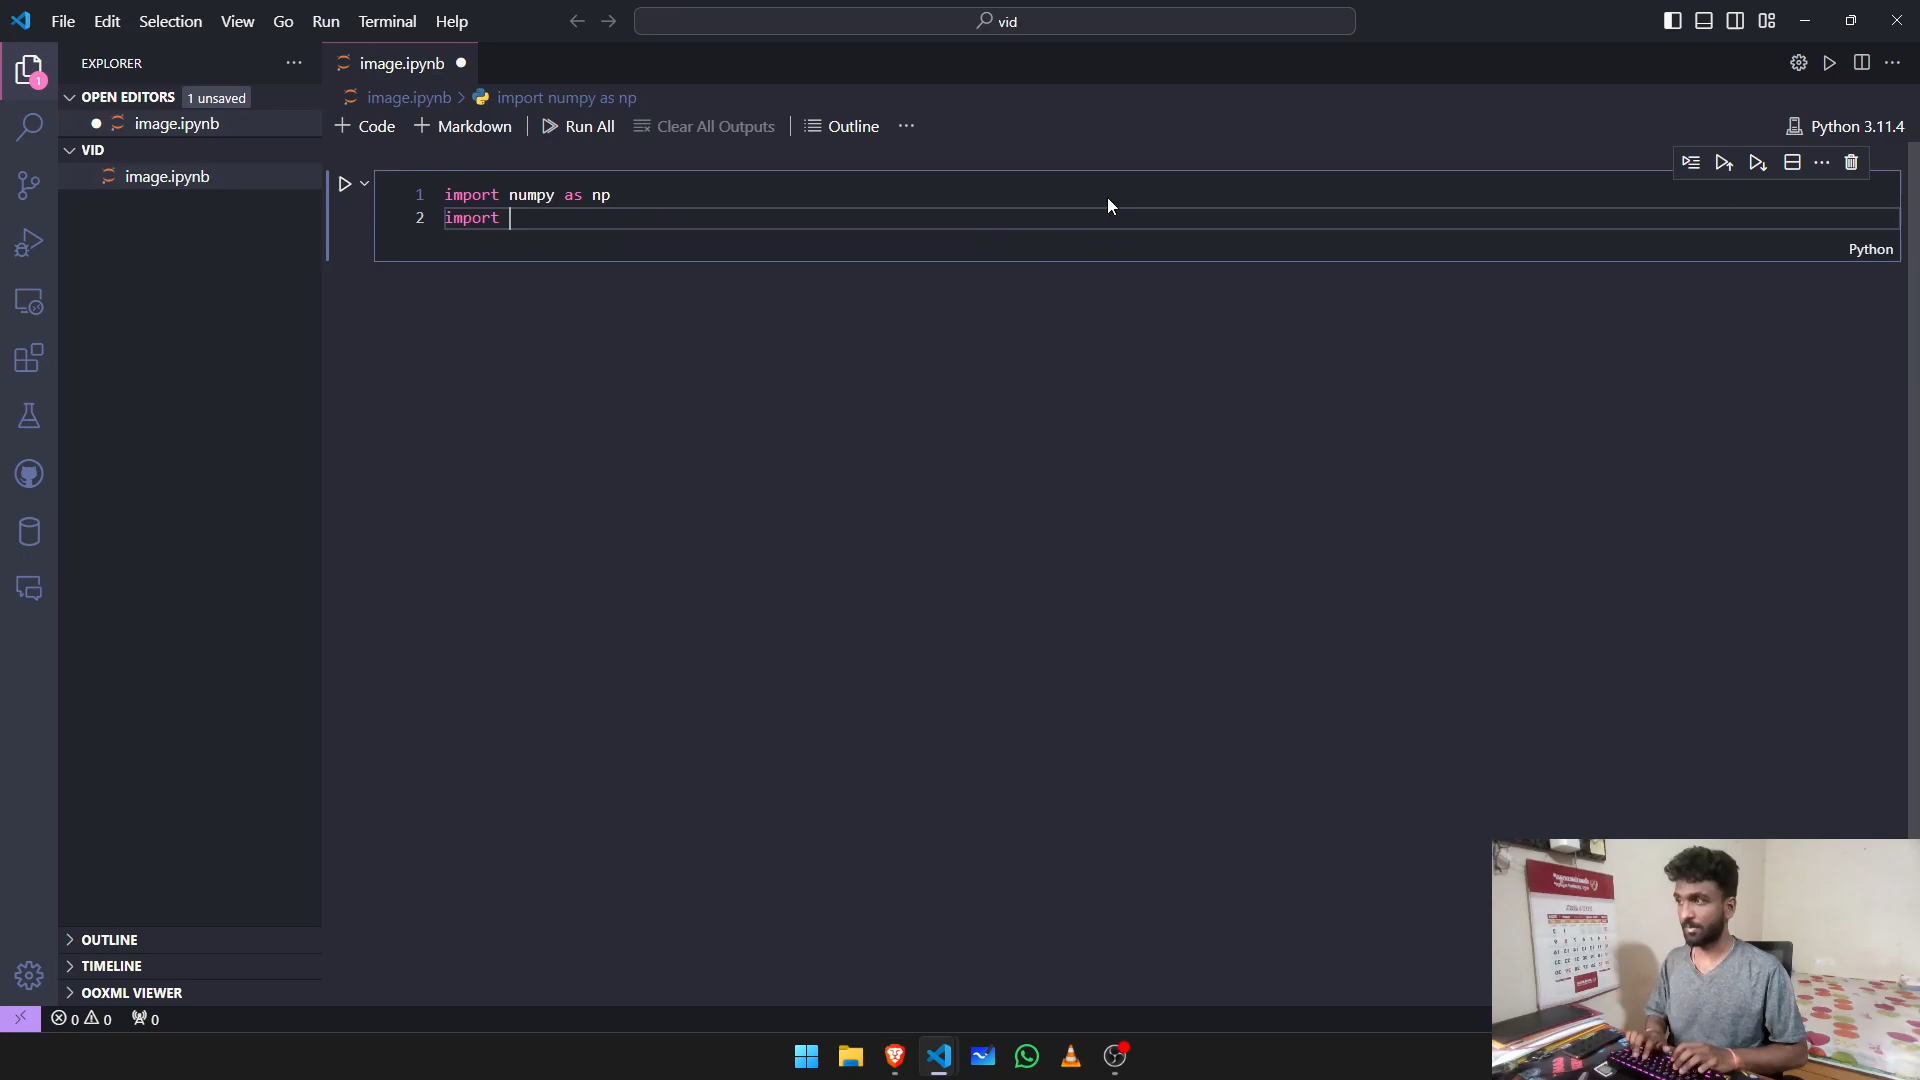 File Edit Selection View Go Run Terminal Help
vid
EXPLORER
OPEN EDITORS 1 unsaved
image.ipynb
VID
image.ipynb
OUTLINE
TIMELINE
OOXML VIEWER
1
image.ipynb
image.ipynb > import numpy as np
Code Markdown Run All Clear All Outputs Outline
Python 3.11.4
1 import numpy as np
2 import
Python
0 0 0